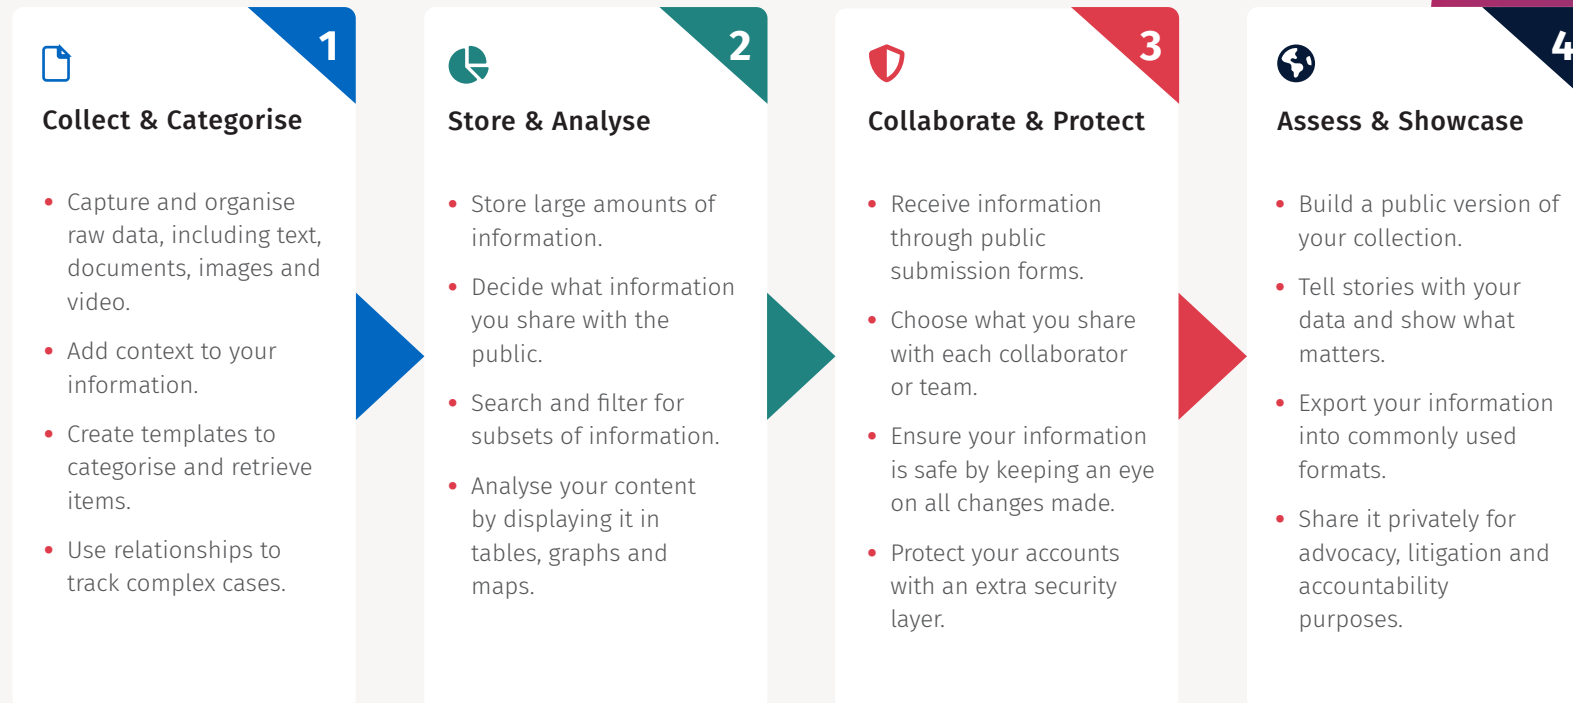 1
Collect & Categorise
• Capture and organise
raw data, including text,
documents, images and
video.
• Add context to your
information.
• Create templates to
categorise and retrieve
items.
• Use relationships to
track complex cases.
2
Store & Analyse
• Store large amounts of
information.
• Decide what information
you share with the
public.
• Search and filter for
subsets of information.
• Analyse your content
by displaying it in
tables, graphs and
maps.
3
Collaborate & Protect
• Receive information
through public
submission forms.
• Choose what you share
with each collaborator
or team.
• Ensure your information
is safe by keeping an eye
on all changes made.
• Protect your accounts
with an extra security
layer.
4
Assess & Showcase
• Build a public version of
your collection.
• Tell stories with your
data and show what
matters.
• Export your information
into commonly used
formats.
• Share it privately for
advocacy, litigation and
accountability
purposes.